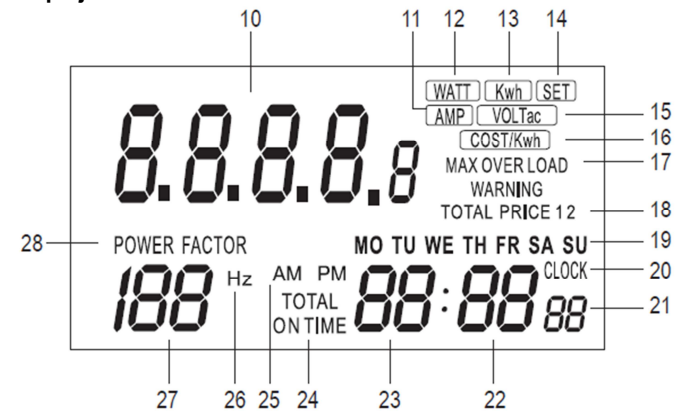 10 11 12 13 14
WATT Kwh SET
AMP VOLTac 15
COST/Kwh 16
8.8.8.8.8
MAX OVER LOAD 17
WARNING
TOTAL PRICE 12 18
28 POWER FACTOR MO TU WE TH FR SA SU 19
188 Hz AM PM 88:88 CLOCK 20
TOTAL 88 21
ON TIME
27 26 25 24 23 22